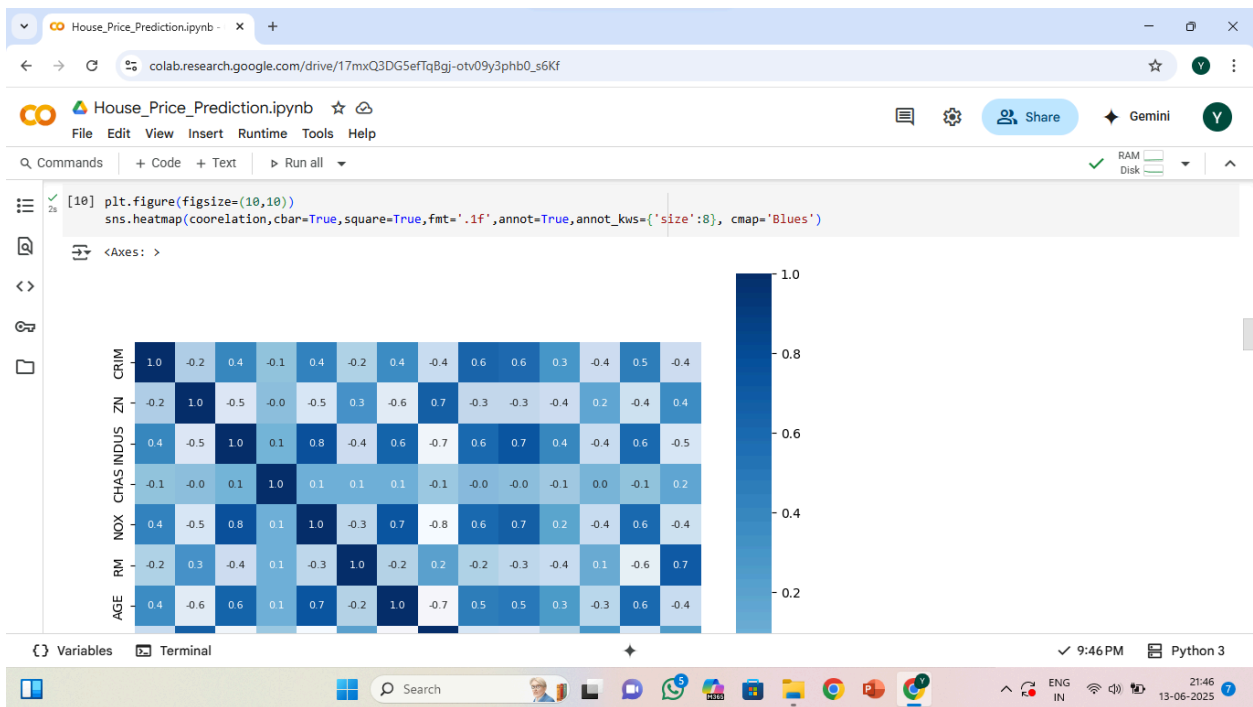 House_Price_Prediction.ipynb -
colab.research.google.com/drive/17mxQ3DG5efTqBgj-otv09y3phb0_s6Kf
Y
CO
House_Price_Prediction.ipynb
Share
Gemini
Y
File Edit View Insert Runtime Tools Help
Commands + Code + Text Run all
RAM
Disk
2s
[10] plt.figure(figsize=(10,10))
sns.heatmap(coorelation,cbar=True,square=True,fmt='.1f',annot=True,annot_kws={'size':8}, cmap='Blues')
<Axes: >
1.0
0.8
0.6
0.4
0.2
CRIM 1.0 -0.2 0.4 -0.1 0.4 -0.2 0.4 -0.4 0.6 0.6 0.3 -0.4 0.5 -0.4
ZN -0.2 1.0 -0.5 -0.0 -0.5 0.3 -0.6 0.7 -0.3 -0.3 -0.4 0.2 -0.4 0.4
INDUS 0.4 -0.5 1.0 0.1 0.8 -0.4 0.6 -0.7 0.6 0.7 0.4 -0.4 0.6 -0.5
CHAS -0.1 -0.0 0.1 1.0 0.1 0.1 0.1 -0.1 -0.0 -0.0 -0.1 0.0 -0.1 0.2
NOX 0.4 -0.5 0.8 0.1 1.0 -0.3 0.7 -0.8 0.6 0.7 0.2 -0.4 0.6 -0.4
RM -0.2 0.3 -0.4 0.1 -0.3 1.0 -0.2 0.2 -0.2 -0.3 -0.4 0.1 -0.6 0.7
AGE 0.4 -0.6 0.6 0.1 0.7 -0.2 1.0 -0.7 0.5 0.5 0.3 -0.3 0.6 -0.4
{} Variables Terminal
9:46 PM Python 3
Search
5
M365
ENG
IN
21:46
13-06-2025
7